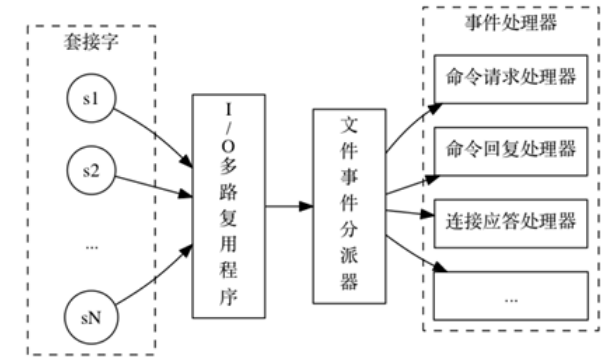 套接字
s1
s2
...
sN
I/O多路复用程序
文件事件分派器
事件处理器
命令请求处理器
命令回复处理器
连接应答处理器
...